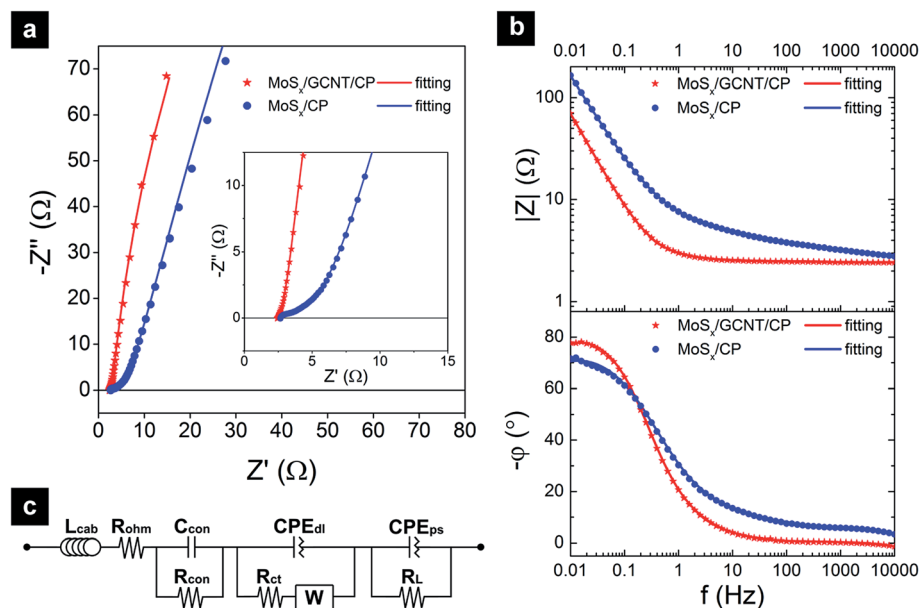 a
-Z'' (Ω)
70
60
50
40
30
20
10
0
MoSx/GCNT/CP fitting
MoSx/CP fitting
-Z'' (Ω)
10
5
0
0 5 10 15
Z' (Ω)
0 10 20 30 40 50 60 70 80
Z' (Ω)
b
0.01 0.1 1 10 100 1000 10000
|Z| (Ω)
100
10
1
MoSx/GCNT/CP fitting
MoSx/CP fitting
-φ (°)
80
60
40
20
0
MoSx/GCNT/CP fitting
MoSx/CP fitting
0.01 0.1 1 10 100 1000 10000
f (Hz)
c
Lcab Rohm Ccon CPEdl CPEps
Rcon Rct W RL